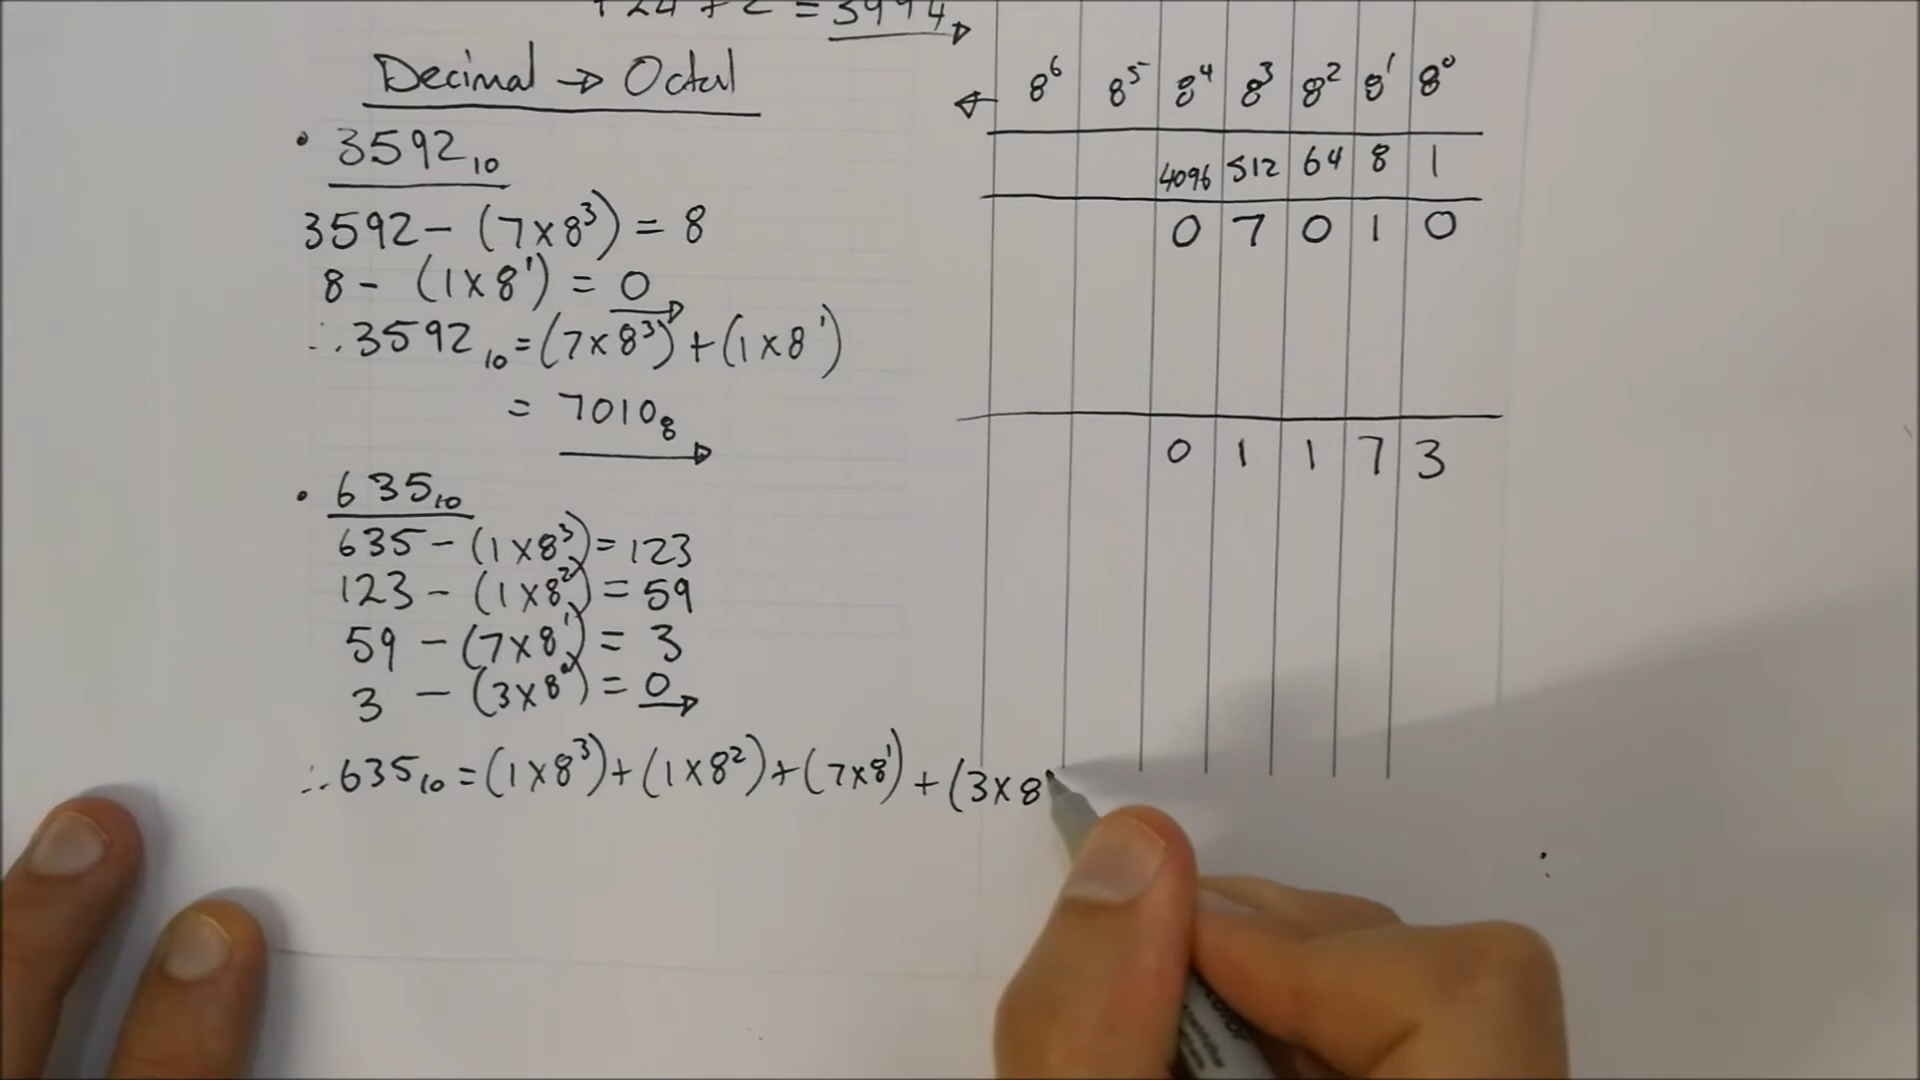 + 24 + 2 = 3994
Decimal → Octal
• 3592₁₀
3592 - (7×8³) = 8
8 - (1×8¹) = 0
∴ 3592₁₀ = (7×8³) + (1×8¹)
= 7010₈
• 635₁₀
635 - (1×8³) = 123
123 - (1×8²) = 59
59 - (7×8¹) = 3
3 - (3×8⁰) = 0
∴ 635₁₀ = (1×8³) + (1×8²) + (7×8¹) + (3×8
8⁶ 8⁵ 8⁴ 8³ 8² 8¹ 8⁰
4096 512 64 8 1
0 7 0 1 0
0 1 1 7 3